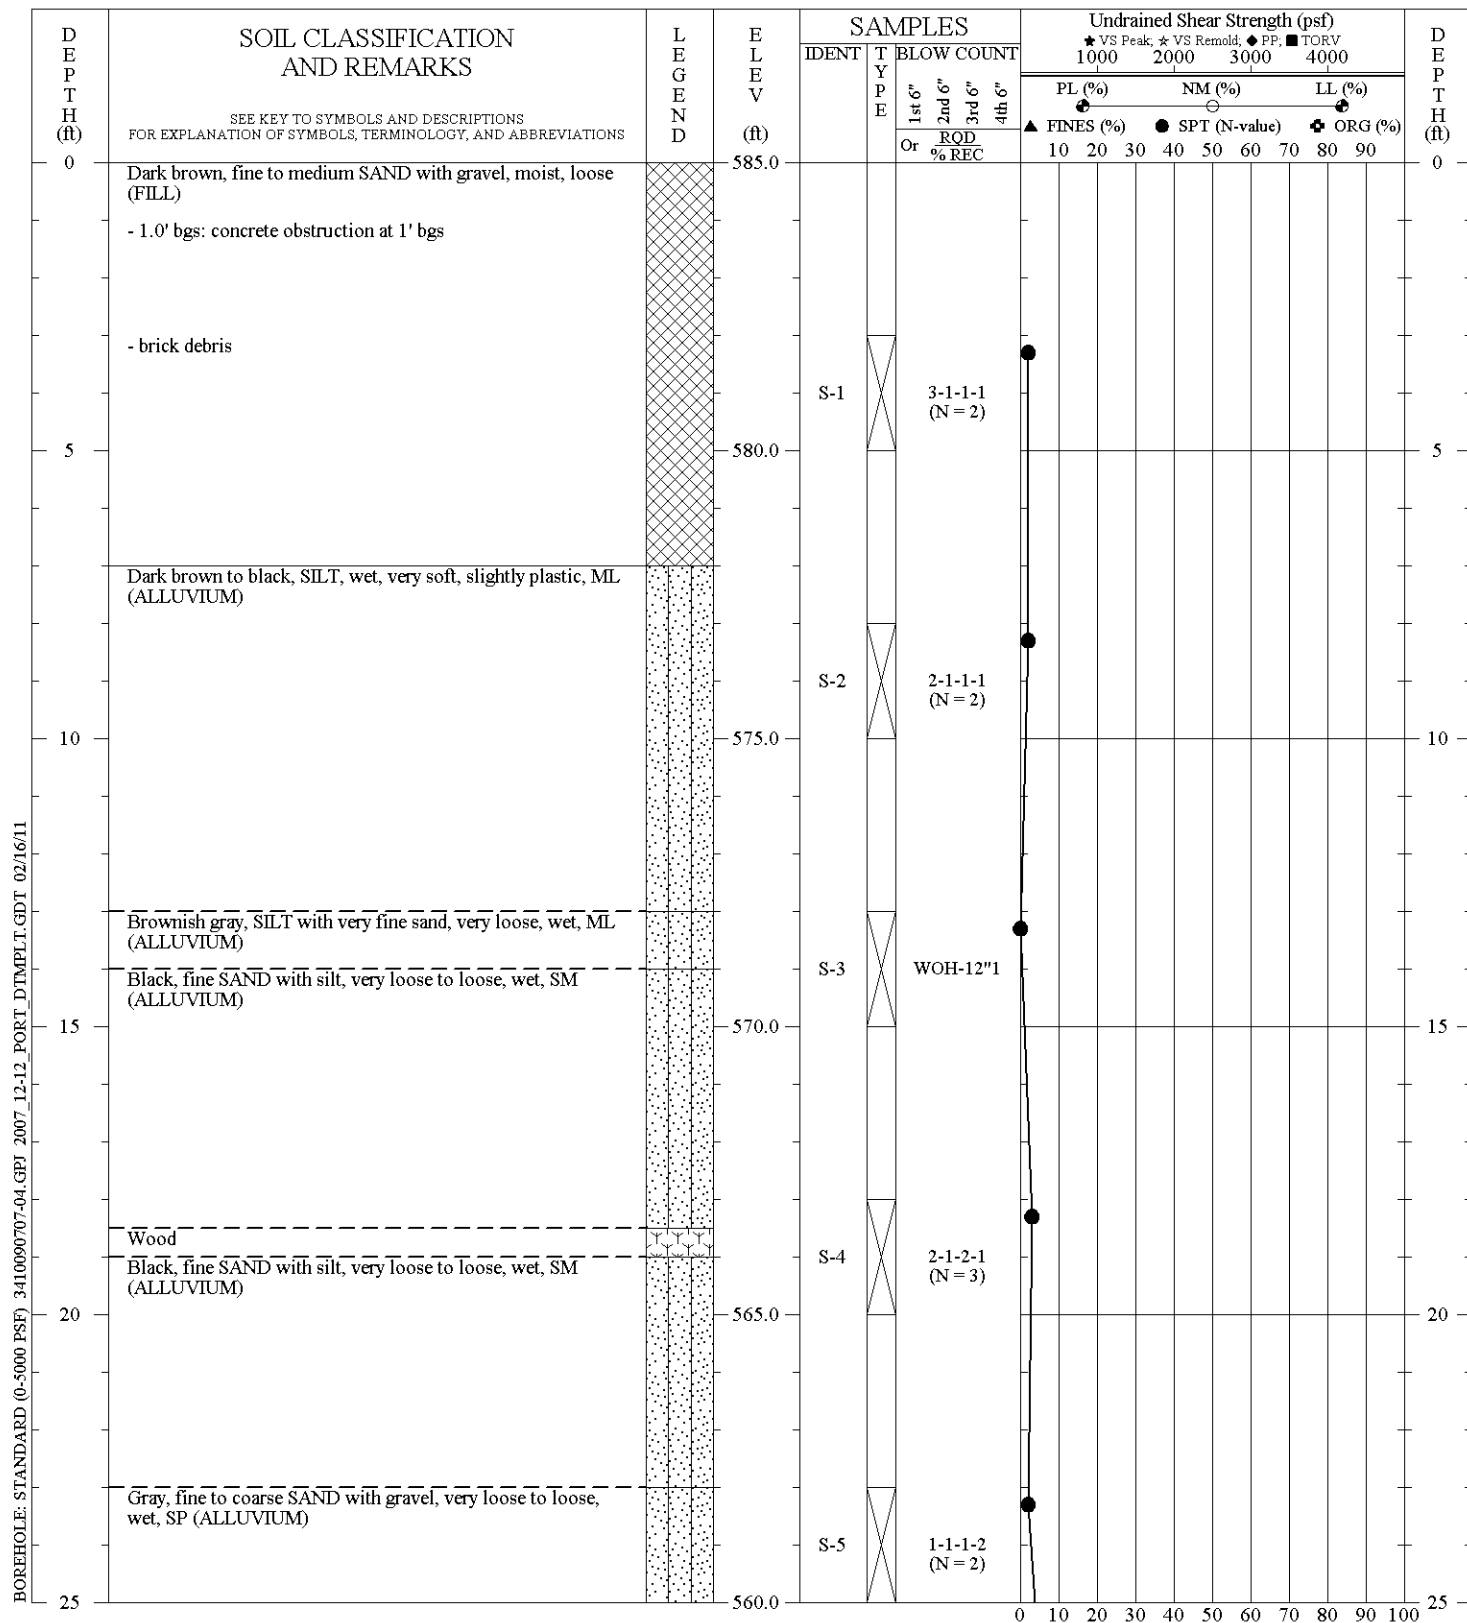 DEPTH
(ft)
SOIL CLASSIFICATION
AND REMARKS
SEE KEY TO SYMBOLS AND DESCRIPTIONS
FOR EXPLANATION OF SYMBOLS, TERMINOLOGY, AND ABBREVIATIONS
LEGEND
ELEV
(ft)
SAMPLES
IDENT
TYPE
BLOW COUNT
1st 6"
2nd 6"
3rd 6"
4th 6"
Or RQD
% REC
Undrained Shear Strength (psf)
★ VS Peak; ☆ VS Remold; ◆ PP; ■ TORV
1000 2000 3000 4000
PL (%) NM (%) LL (%)
▲ FINES (%) ● SPT (N-value) ✚ ORG (%)
10 20 30 40 50 60 70 80 90
DEPTH
(ft)
0 585.0 0
Dark brown, fine to medium SAND with gravel, moist, loose
(FILL)
- 1.0' bgs: concrete obstruction at 1' bgs
- brick debris
S-1 3-1-1-1
(N = 2)
5 580.0 5
Dark brown to black, SILT, wet, very soft, slightly plastic, ML
(ALLUVIUM)
S-2 2-1-1-1
(N = 2)
10 575.0 10
Brownish gray, SILT with very fine sand, very loose, wet, ML
(ALLUVIUM)
S-3 WOH-12"1
Black, fine SAND with silt, very loose to loose, wet, SM
(ALLUVIUM)
15 570.0 15
Wood
S-4 2-1-2-1
(N = 3)
Black, fine SAND with silt, very loose to loose, wet, SM
(ALLUVIUM)
20 565.0 20
Gray, fine to coarse SAND with gravel, very loose to loose,
wet, SP (ALLUVIUM)
S-5 1-1-1-2
(N = 2)
25 560.0 25
0 10 20 30 40 50 60 70 80 90 100
BOREHOLE: STANDARD (0-5000 PSF) 3410090707-04.GPJ 2007_12-12_PORT_DTMPLT.GDT 02/16/11